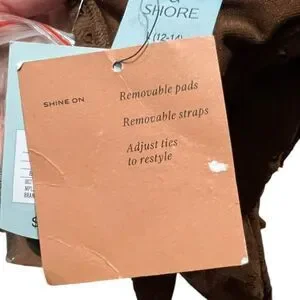 SHORE
(12-14)
SHINE ON
Removable pads
Removable straps
Adjust ties
to restyle
$